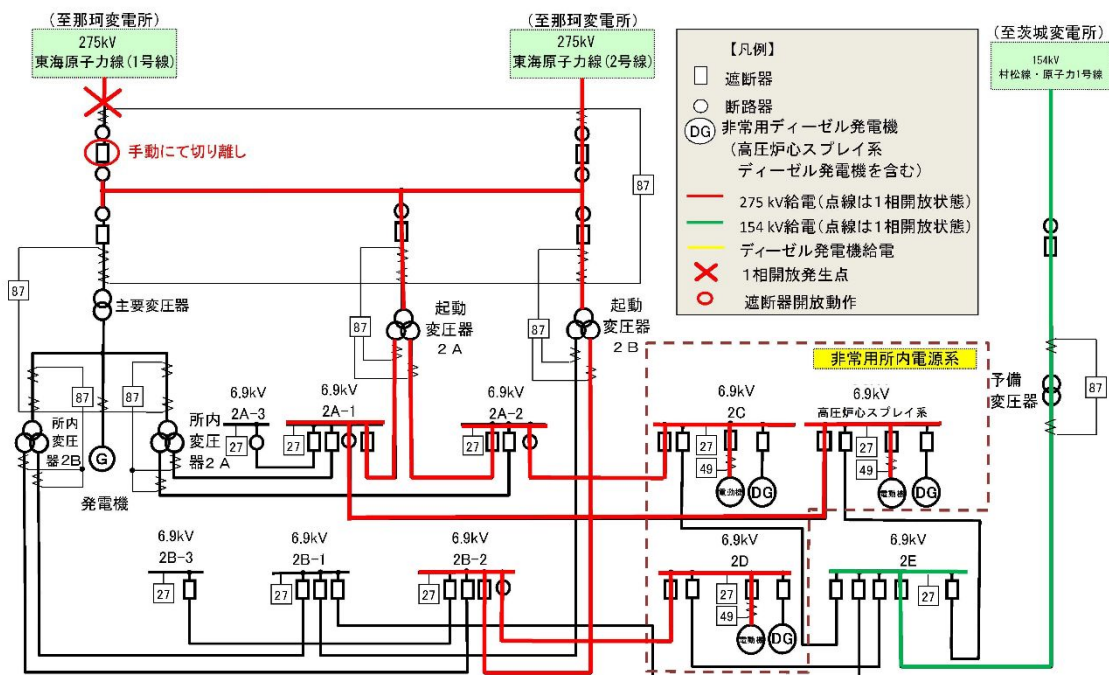 (至那珂変電所)
275kV
東海原子力線(1号線)
(至那珂変電所)
275kV
東海原子力線(2号線)
(至茨城変電所)
154kV
村松線・原子力1号線
【凡例】
遮断器
断路器
DG
非常用ディーゼル発電機
(高圧炉心スプレイ系
ディーゼル発電機を含む)
275 kV給電(点線は1相開放状態)
154 kV給電(点線は1相開放状態)
ディーゼル発電機給電
1相開放発生点
遮断器開放動作
手動にて切り離し
87
87
主要変圧器
87
起動
変圧器
2A
87
起動
変圧器
2B
非常用所内電源系
予備
変圧器
87
87
87
所内
変圧
器2B
G
発電機
所内
変圧
器2A
6.9kV
2A-3
27
6.9kV
2A-1
27
6.9kV
2A-2
27
6.9kV
2C
27
49
電動機
DG
6.9kV
高圧炉心スプレイ系
27
49
電動機
DG
6.9kV
2B-3
27
6.9kV
2B-1
27
6.9kV
2B-2
27
6.9kV
2D
27
49
電動機
DG
6.9kV
2E
27